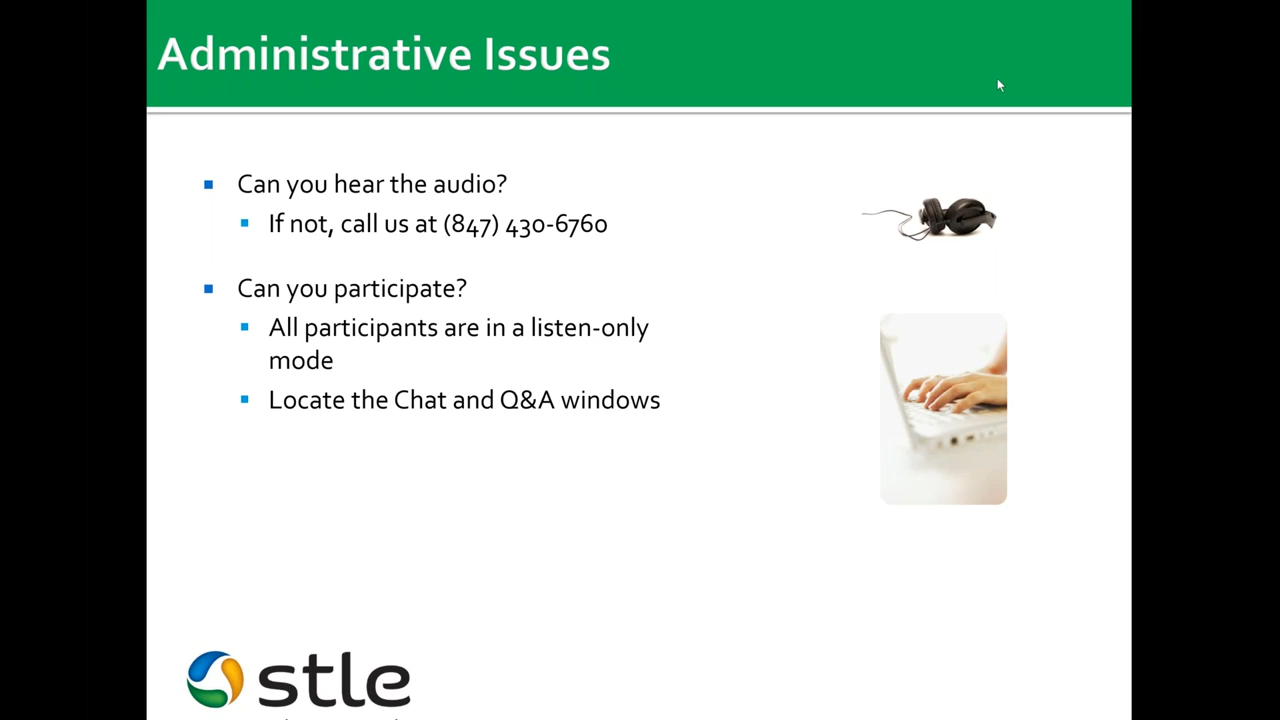 Administrative Issues
Can you hear the audio?
If not, call us at (847) 430-6760
Can you participate?
All participants are in a listen-only
mode
Locate the Chat and Q&A windows
stle